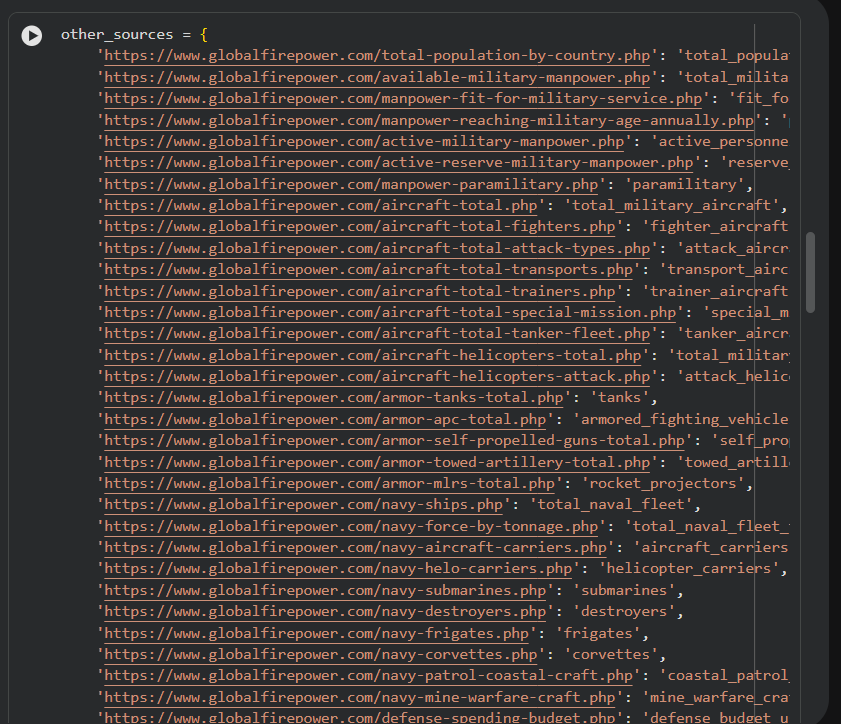 other_sources = {
'https://www.globalfirepower.com/total-population-by-country.php': 'total_popula
'https://www.globalfirepower.com/available-military-manpower.php': 'total_milita
'https://www.globalfirepower.com/manpower-fit-for-military-service.php': 'fit_fo
'https://www.globalfirepower.com/manpower-reaching-military-age-annually.php': '
'https://www.globalfirepower.com/active-military-manpower.php': 'active_personne
'https://www.globalfirepower.com/active-reserve-military-manpower.php': 'reserve_
'https://www.globalfirepower.com/manpower-paramilitary.php': 'paramilitary',
'https://www.globalfirepower.com/aircraft-total.php': 'total_military_aircraft',
'https://www.globalfirepower.com/aircraft-total-fighters.php': 'fighter_aircraft
'https://www.globalfirepower.com/aircraft-total-attack-types.php': 'attack_aircr
'https://www.globalfirepower.com/aircraft-total-transports.php': 'transport_airc
'https://www.globalfirepower.com/aircraft-total-trainers.php': 'trainer_aircraft
'https://www.globalfirepower.com/aircraft-total-special-mission.php': 'special_m
'https://www.globalfirepower.com/aircraft-total-tanker-fleet.php': 'tanker_aircr
'https://www.globalfirepower.com/aircraft-helicopters-total.php': 'total_military
'https://www.globalfirepower.com/aircraft-helicopters-attack.php': 'attack_helico
'https://www.globalfirepower.com/armor-tanks-total.php': 'tanks',
'https://www.globalfirepower.com/armor-apc-total.php': 'armored_fighting_vehicle
'https://www.globalfirepower.com/armor-self-propelled-guns-total.php': 'self_prop
'https://www.globalfirepower.com/armor-towed-artillery-total.php': 'towed_artill
'https://www.globalfirepower.com/armor-mlrs-total.php': 'rocket_projectors',
'https://www.globalfirepower.com/navy-ships.php': 'total_naval_fleet',
'https://www.globalfirepower.com/navy-force-by-tonnage.php': 'total_naval_fleet_
'https://www.globalfirepower.com/navy-aircraft-carriers.php': 'aircraft_carriers
'https://www.globalfirepower.com/navy-helo-carriers.php': 'helicopter_carriers',
'https://www.globalfirepower.com/navy-submarines.php': 'submarines',
'https://www.globalfirepower.com/navy-destroyers.php': 'destroyers',
'https://www.globalfirepower.com/navy-frigates.php': 'frigates',
'https://www.globalfirepower.com/navy-corvettes.php': 'corvettes',
'https://www.globalfirepower.com/navy-patrol-coastal-craft.php': 'coastal_patrol_
'https://www.globalfirepower.com/navy-mine-warfare-craft.php': 'mine_warfare_cra
'https://www.globalfirepower.com/defense-spending-budget.php': 'defense_budget_u